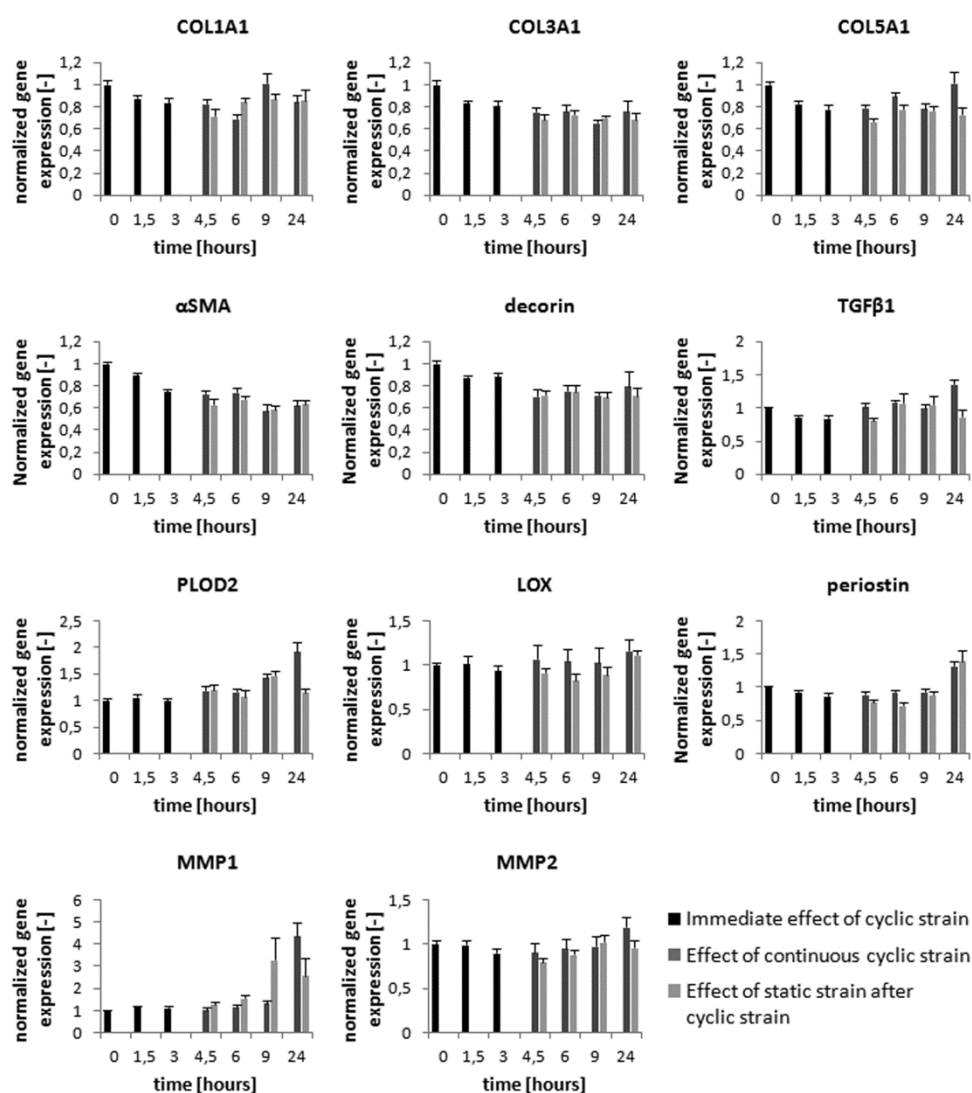 COL1A1
normalized gene
expression [-]
1,2
1
0,8
0,6
0,4
0,2
0
0 1,5 3 4,5 6 9 24
time [hours]
COL3A1
normalized gene
expression [-]
1,2
1
0,8
0,6
0,4
0,2
0
0 1,5 3 4,5 6 9 24
time [hours]
COL5A1
normalized gene
expression [-]
1,2
1
0,8
0,6
0,4
0,2
0
0 1,5 3 4,5 6 9 24
time [hours]
αSMA
Normalized gene
expression [-]
1,2
1
0,8
0,6
0,4
0,2
0
0 1,5 3 4,5 6 9 24
time [hours]
decorin
Normalized gene
expression [-]
1,2
1
0,8
0,6
0,4
0,2
0
0 1,5 3 4,5 6 9 24
time [hours]
TGFβ1
Normalized gene
expression [-]
2
1,5
1
0,5
0
0 1,5 3 4,5 6 9 24
time [hours]
PLOD2
normalized gene
expression [-]
2,5
2
1,5
1
0,5
0
0 1,5 3 4,5 6 9 24
time [hours]
LOX
normalized gene
expression [-]
1,5
1
0,5
0
0 1,5 3 4,5 6 9 24
time [hours]
periostin
Normalized gene
expression [-]
2
1,5
1
0,5
0
0 1,5 3 4,5 6 9 24
time [hours]
MMP1
normalized gene
expression [-]
6
5
4
3
2
1
0
0 1,5 3 4,5 6 9 24
time [hours]
MMP2
normalized gene
expression [-]
1,5
1
0,5
0
0 1,5 3 4,5 6 9 24
time [hours]
Immediate effect of cyclic strain
Effect of continuous cyclic strain
Effect of static strain after
cyclic strain